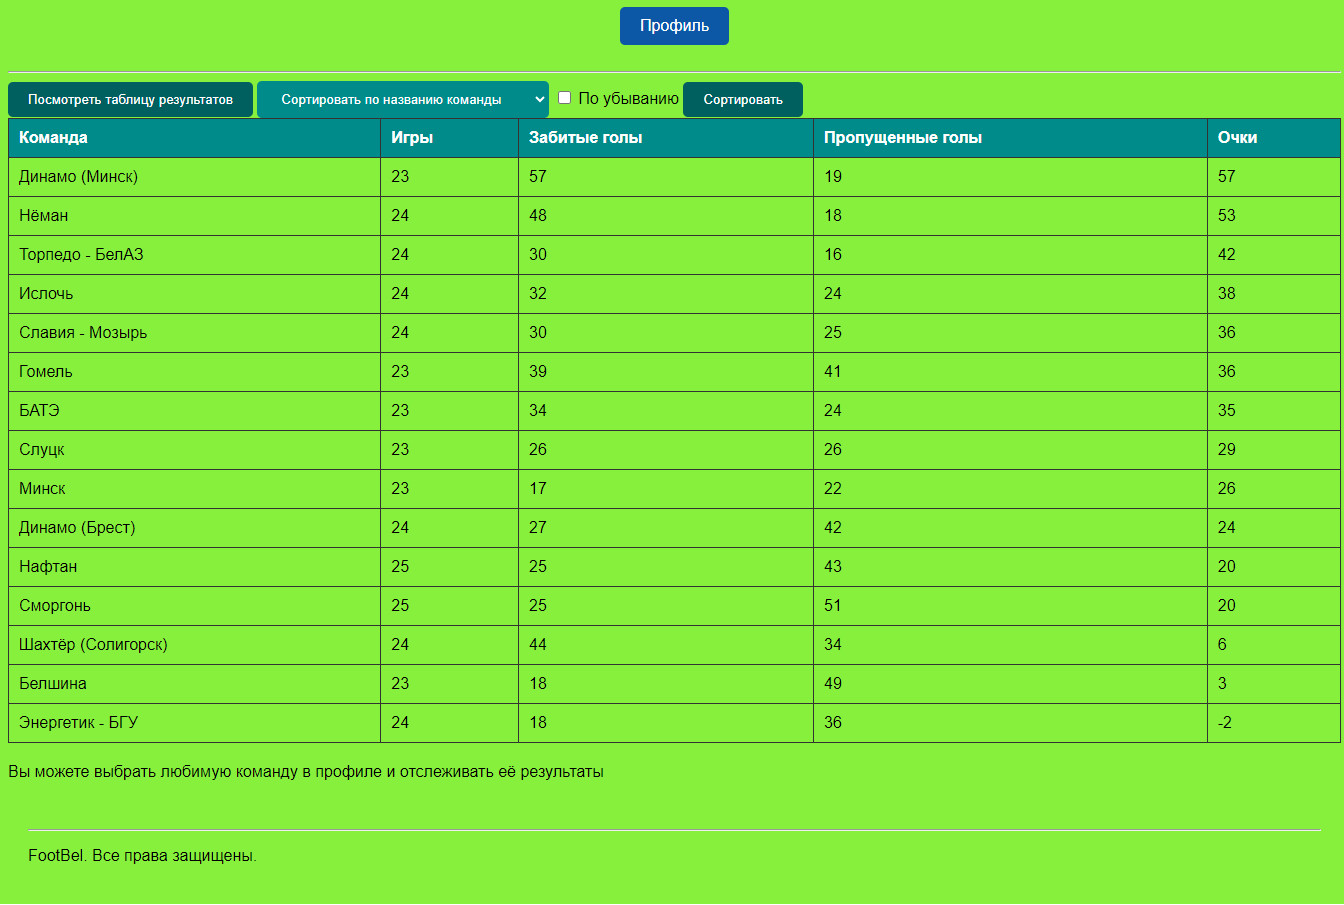 Профиль
Посмотреть таблицу результатов Сортировать по названию команды По убыванию Сортировать
Команда Игры Забитые голы Пропущенные голы Очки
Динамо (Минск) 23 57 19 57
Нёман 24 48 18 53
Торпедо - БелАЗ 24 30 16 42
Ислочь 24 32 24 38
Славия - Мозырь 24 30 25 36
Гомель 23 39 41 36
БАТЭ 23 34 24 35
Слуцк 23 26 26 29
Минск 23 17 22 26
Динамо (Брест) 24 27 42 24
Нафтан 25 25 43 20
Сморгонь 25 25 51 20
Шахтёр (Солигорск) 24 44 34 6
Белшина 23 18 49 3
Энергетик - БГУ 24 18 36 -2
Вы можете выбрать любимую команду в профиле и отслеживать её результаты
FootBel. Все права защищены.